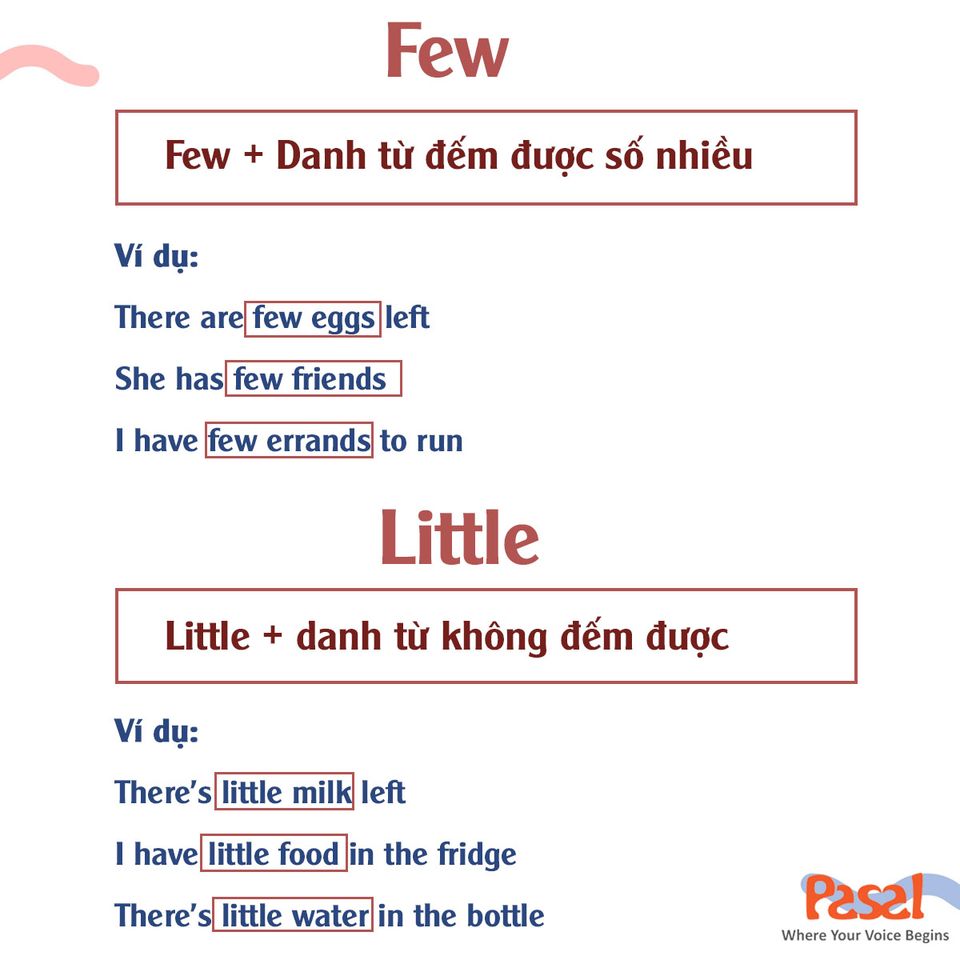 Few
Few + Danh từ đếm được số nhiều
Ví dụ:
There are few eggs left
She has few friends
I have few errands to run
Little
Little + danh từ không đếm được
Ví dụ:
There's little milk left
I have little food in the fridge
There's little water in the bottle
Pasal
Where Your Voice Begins